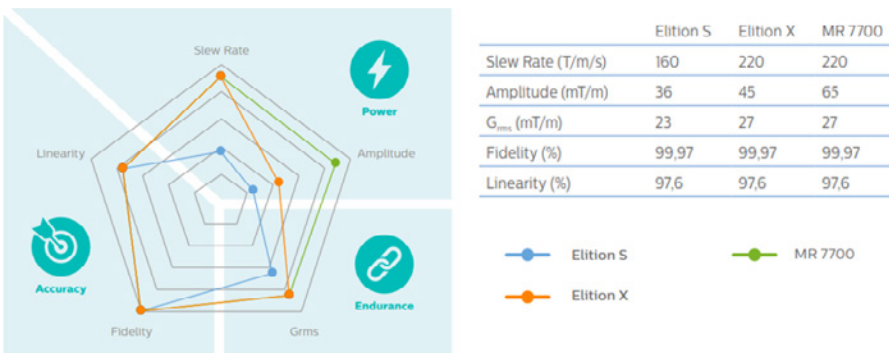 Slew Rate
Power
Linearity
Amplitude
Accuracy
Endurance
Fidelity
Grms
Elition S Elition X MR 7700
Slew Rate (T/m/s) 160 220 220
Amplitude (mT/m) 36 45 65
Grms (mT/m) 23 27 27
Fidelity (%) 99,97 99,97 99,97
Linearity (%) 97,6 97,6 97,6
Elition S MR 7700
Elition X